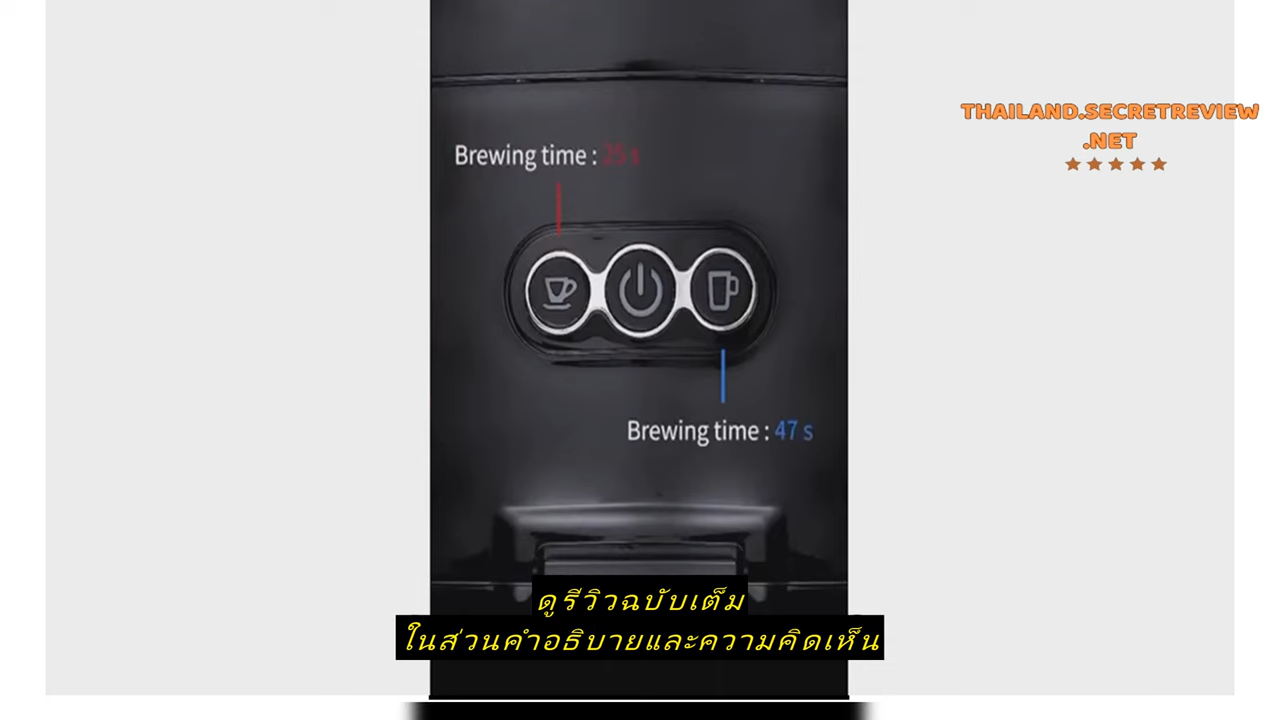 THAILAND.SECRETREVIEW
.NET
Brewing time : 25 s
Brewing time : 47 s
ดูรีวิวฉบับเต็ม
ในส่วนคำอธิบายและความคิดเห็น